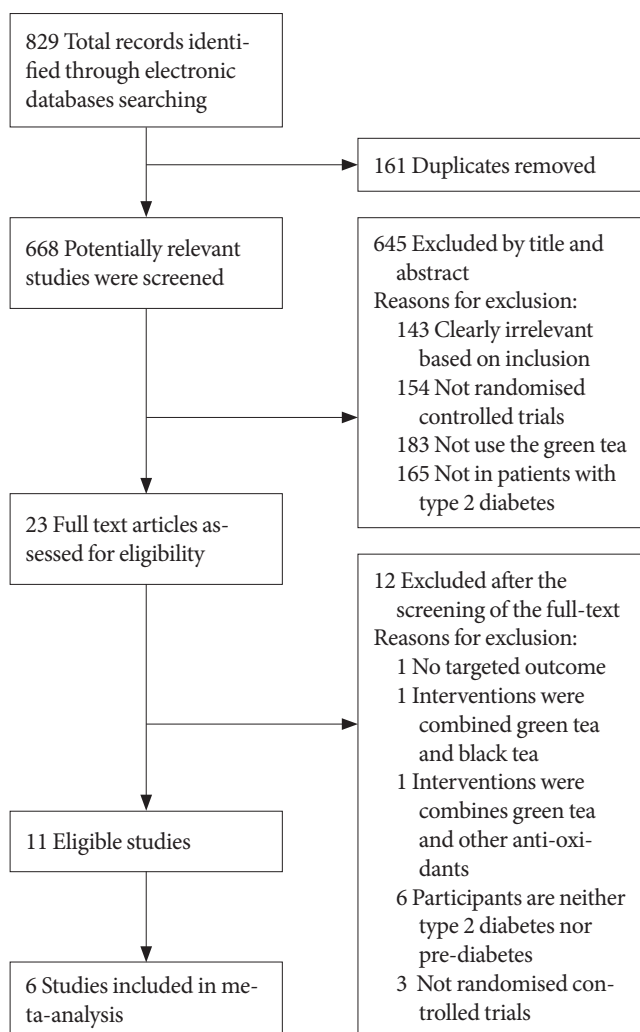 829 Total records identi-
fied through electronic
databases searching
161 Duplicates removed
668 Potentially relevant
studies were screened
645 Excluded by title and
abstract
Reasons for exclusion:
143 Clearly irrelevant
based on inclusion
154 Not randomised
controlled trials
183 Not use the green tea
165 Not in patients with
type 2 diabetes
23 Full text articles as-
sessed for eligibility
12 Excluded after the
screening of the full-text
Reasons for exclusion:
1 No targeted outcome
1 Interventions were
combined green tea
and black tea
1 Interventions were
combines green tea
and other anti-oxi-
dants
6 Participants are neither
type 2 diabetes nor
pre-diabetes
3 Not randomised con-
trolled trials
11 Eligible studies
6 Studies included in me-
ta-analysis